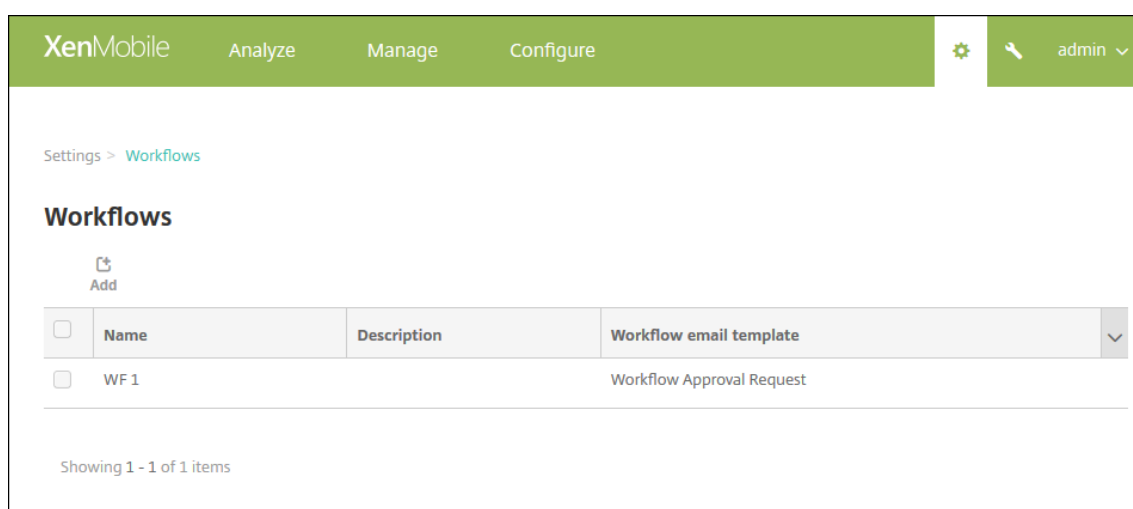 XenMobile Analyze Manage Configure admin
Settings > Workflows
Workflows
Add
Name Description Workflow email template
WF 1 Workflow Approval Request
Showing 1 - 1 of 1 items